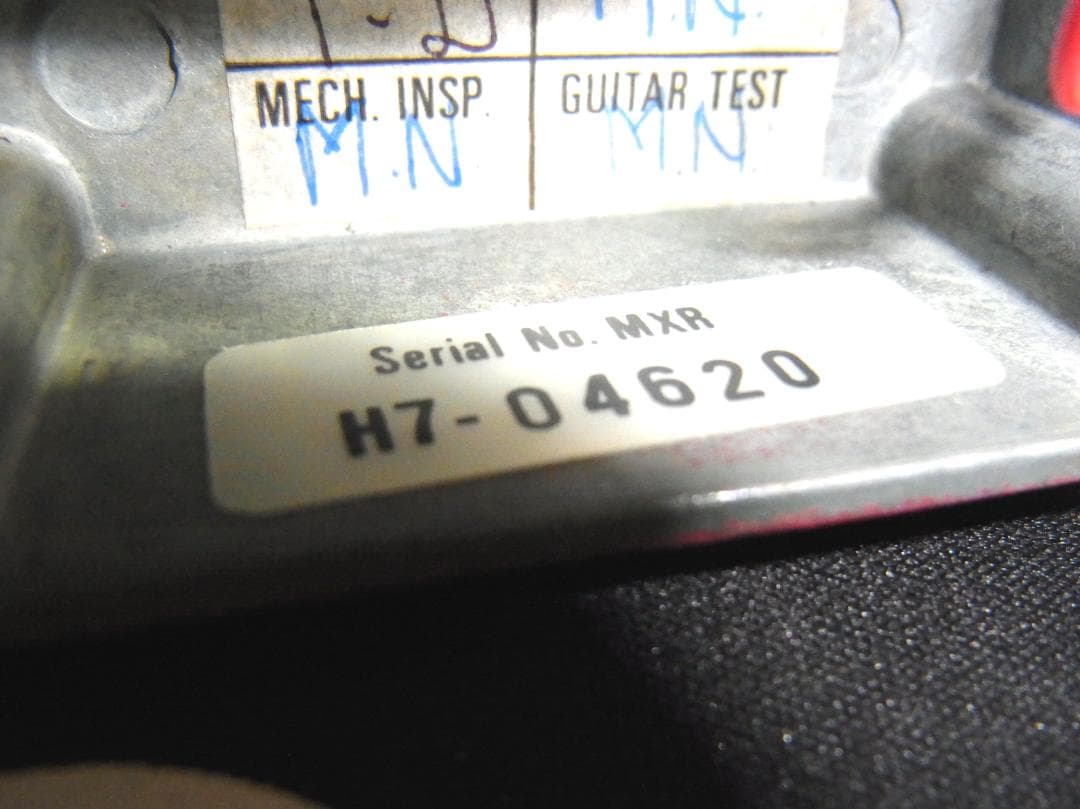 MECH. INSP. GUITAR TEST
M.N M.N.
Serial No. MXR
H7-04620